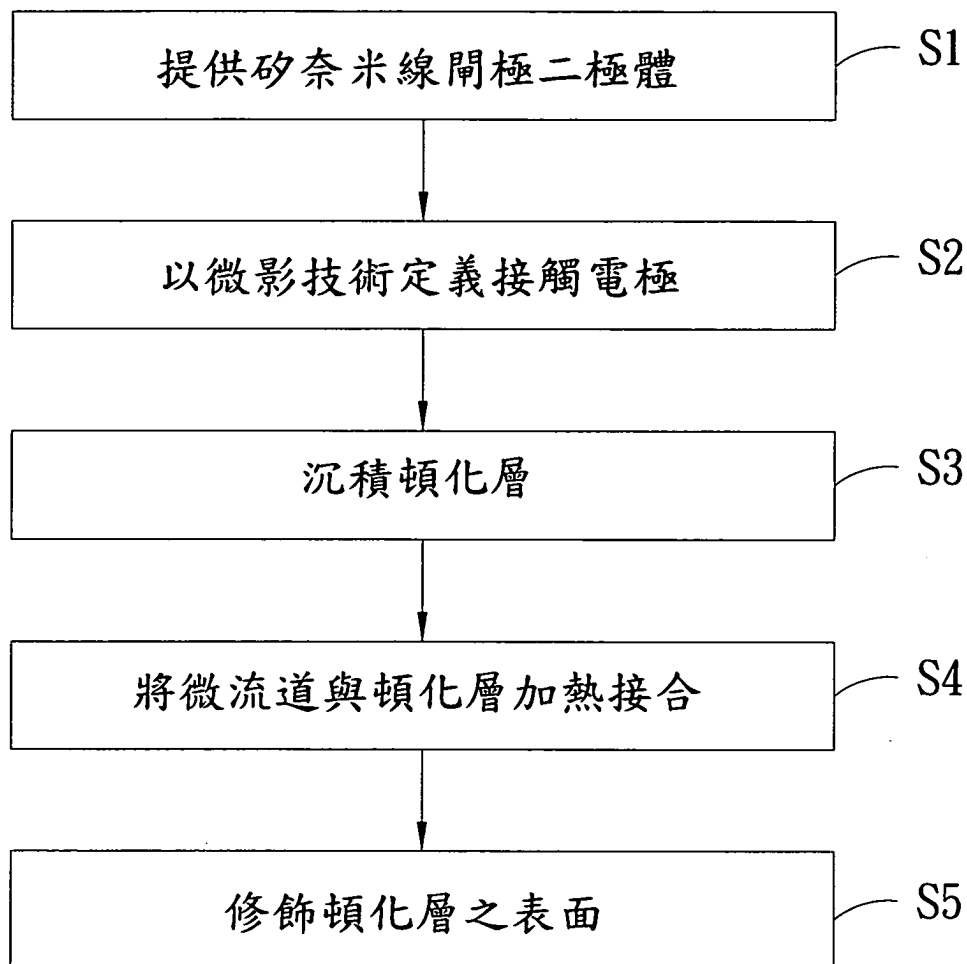 提供矽奈米線閘極二極體
S1
以微影技術定義接觸電極
S2
沉積頓化層
S3
將微流道與頓化層加熱接合
S4
修飾頓化層之表面
S5